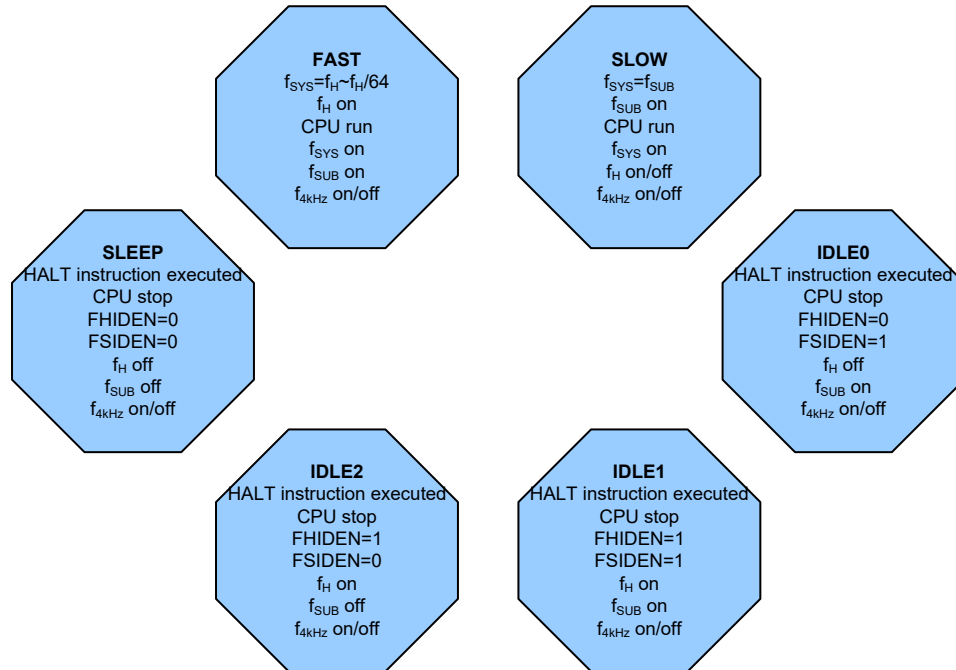 FAST
fSYS=fH~fH/64
fH on
CPU run
fSYS on
fSUB on
f4kHz on/off
SLOW
fSYS=fSUB
fSUB on
CPU run
fSYS on
fH on/off
f4kHz on/off
SLEEP
HALT instruction executed
CPU stop
FHIDEN=0
FSIDEN=0
fH off
fSUB off
f4kHz on/off
IDLE0
HALT instruction executed
CPU stop
FHIDEN=0
FSIDEN=1
fH off
fSUB on
f4kHz on/off
IDLE2
HALT instruction executed
CPU stop
FHIDEN=1
FSIDEN=0
fH on
fSUB off
f4kHz on/off
IDLE1
HALT instruction executed
CPU stop
FHIDEN=1
FSIDEN=1
fH on
fSUB on
f4kHz on/off